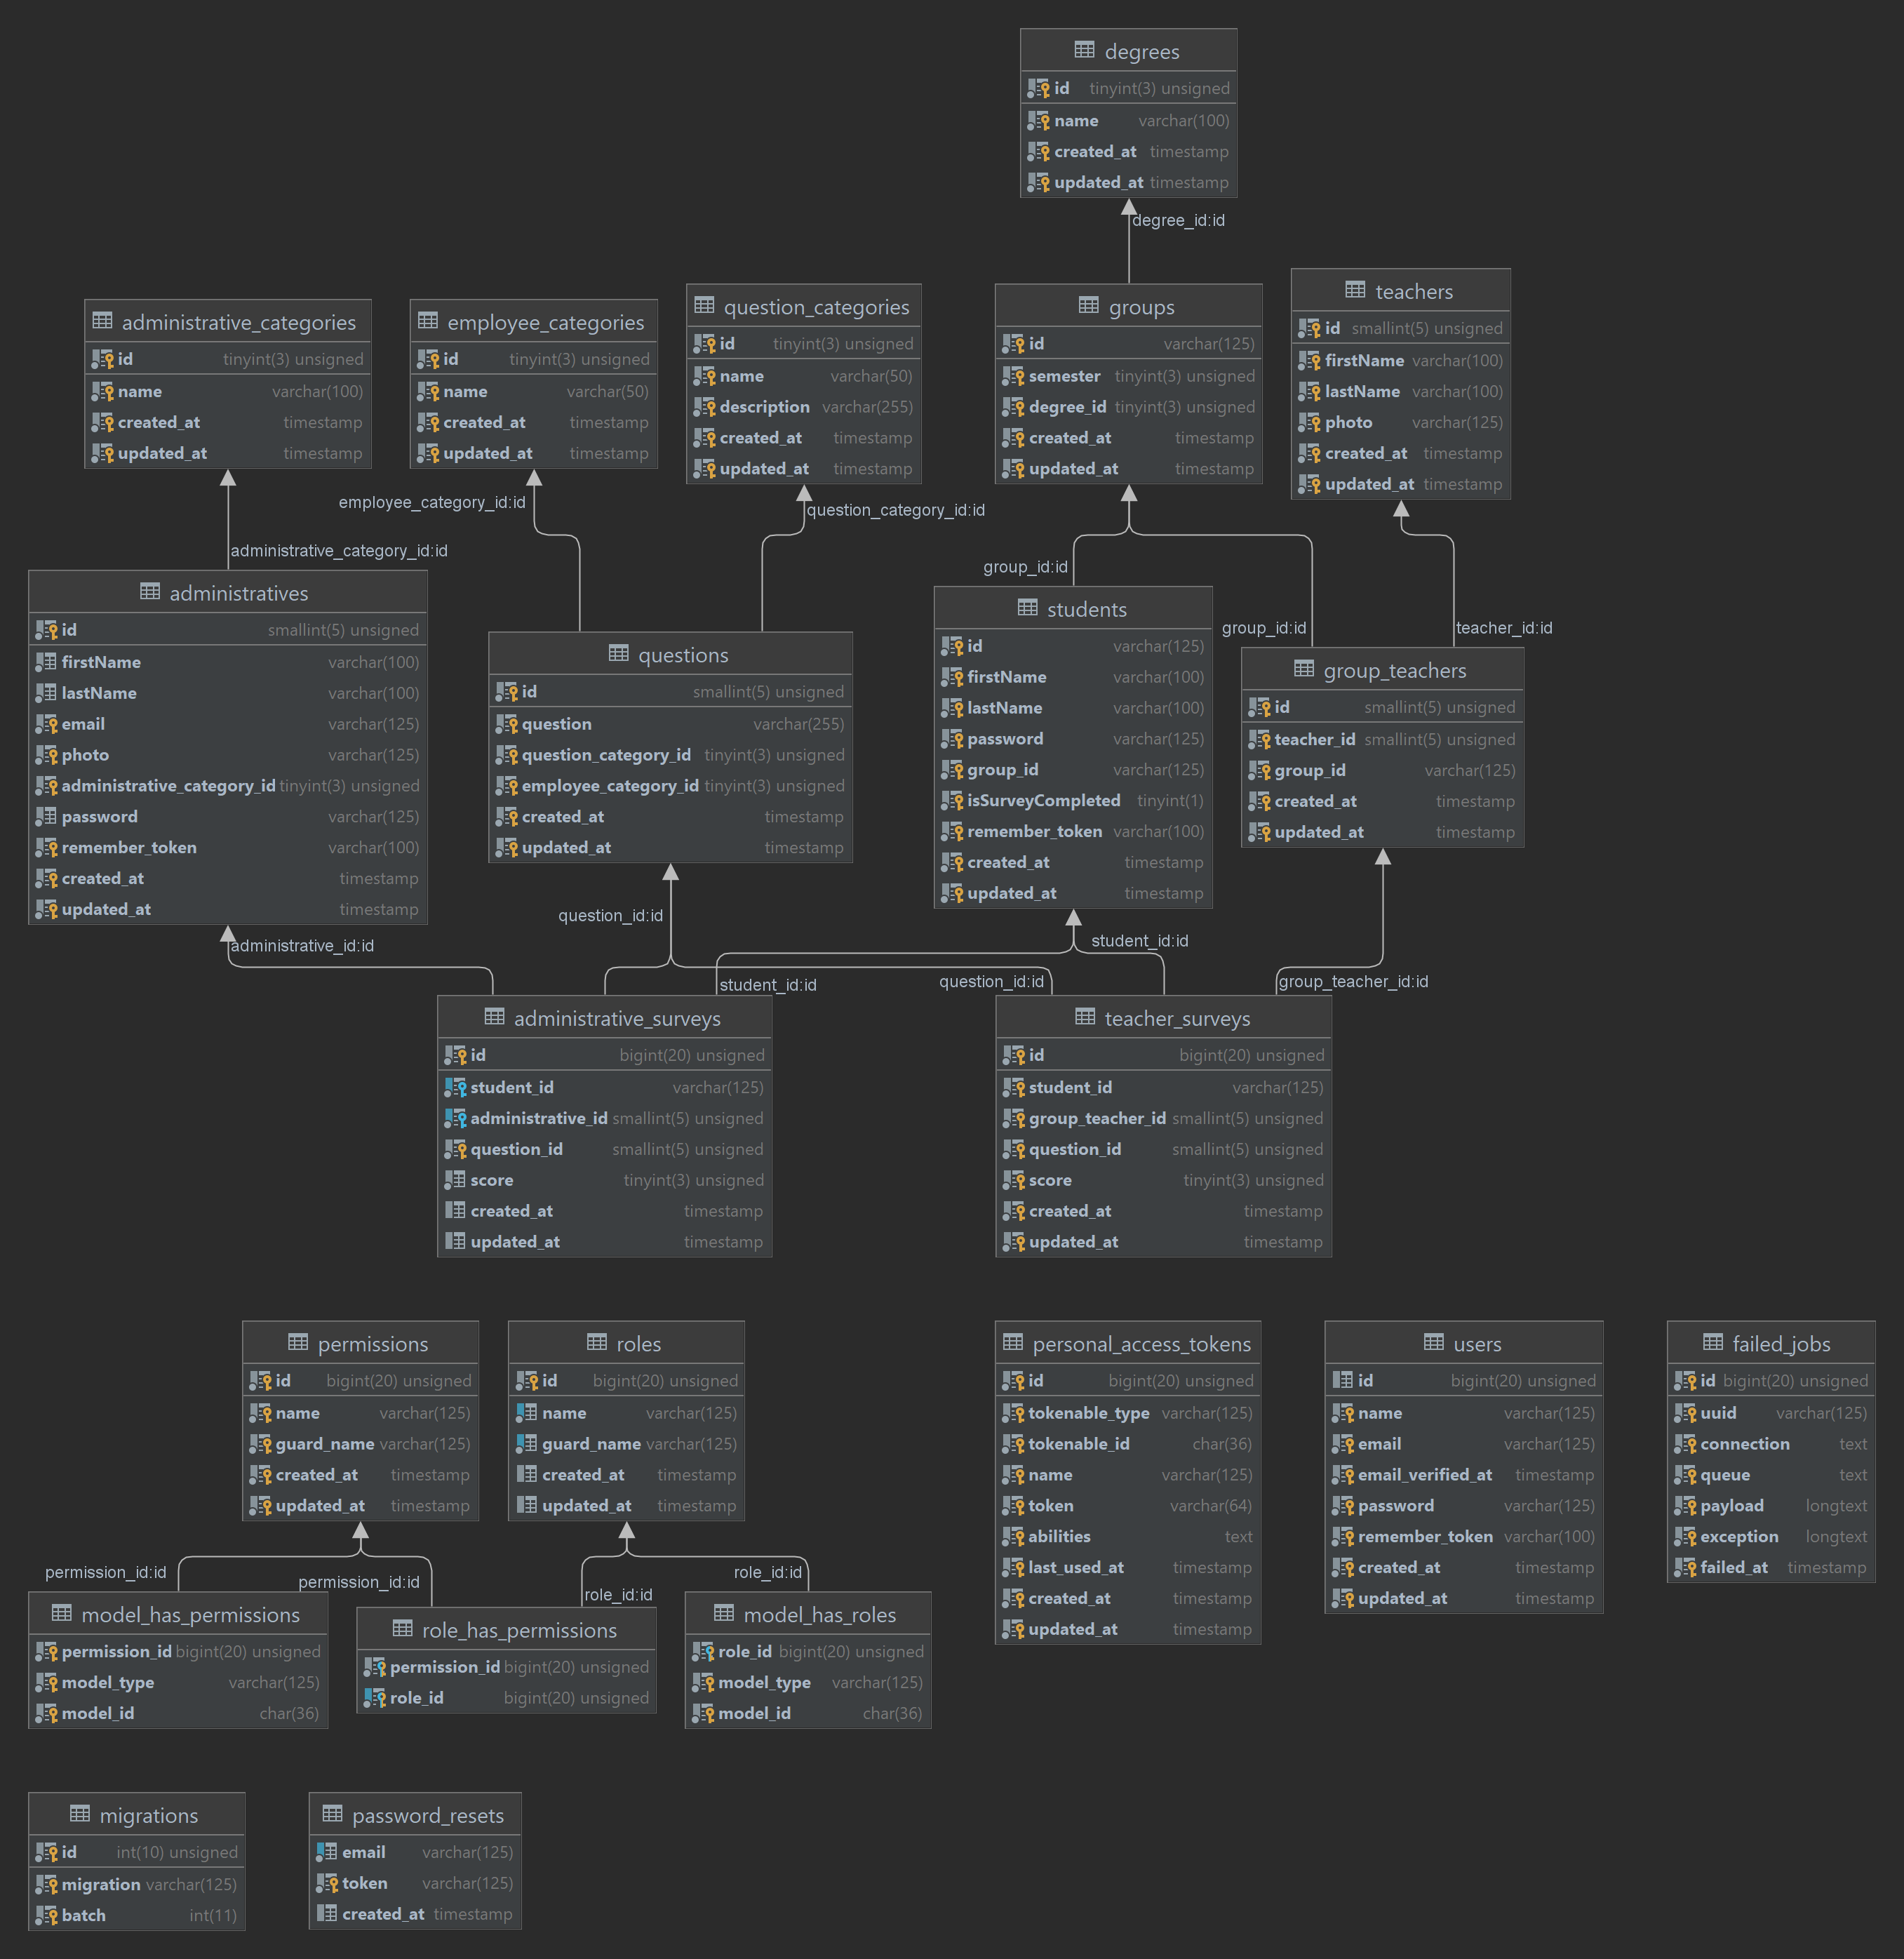 degrees
id tinyint(3) unsigned
name varchar(100)
created_at timestamp
updated_at timestamp
degree_id:id
administrative_categories
id tinyint(3) unsigned
name varchar(100)
created_at timestamp
updated_at timestamp
employee_categories
id tinyint(3) unsigned
name varchar(50)
created_at timestamp
updated_at timestamp
question_categories
id tinyint(3) unsigned
name varchar(50)
description varchar(255)
created_at timestamp
updated_at timestamp
groups
id varchar(125)
semester tinyint(3) unsigned
degree_id tinyint(3) unsigned
created_at timestamp
updated_at timestamp
teachers
id smallint(5) unsigned
firstName varchar(100)
lastName varchar(100)
photo varchar(125)
created_at timestamp
updated_at timestamp
employee_category_id:id
question_category_id:id
administrative_category_id:id
group_id:id
group_id:id
teacher_id:id
administratives
id smallint(5) unsigned
firstName varchar(100)
lastName varchar(100)
email varchar(125)
photo varchar(125)
administrative_category_id tinyint(3) unsigned
password varchar(125)
remember_token varchar(100)
created_at timestamp
updated_at timestamp
questions
id smallint(5) unsigned
question varchar(255)
question_category_id tinyint(3) unsigned
employee_category_id tinyint(3) unsigned
created_at timestamp
updated_at timestamp
students
id varchar(125)
firstName varchar(100)
lastName varchar(100)
password varchar(125)
group_id varchar(125)
isSurveyCompleted tinyint(1)
remember_token varchar(100)
created_at timestamp
updated_at timestamp
group_teachers
id smallint(5) unsigned
teacher_id smallint(5) unsigned
group_id varchar(125)
created_at timestamp
updated_at timestamp
question_id:id
administrative_id:id
student_id:id
student_id:id
question_id:id
group_teacher_id:id
administrative_surveys
id bigint(20) unsigned
student_id varchar(125)
administrative_id smallint(5) unsigned
question_id smallint(5) unsigned
score tinyint(3) unsigned
created_at timestamp
updated_at timestamp
teacher_surveys
id bigint(20) unsigned
student_id varchar(125)
group_teacher_id smallint(5) unsigned
question_id smallint(5) unsigned
score tinyint(3) unsigned
created_at timestamp
updated_at timestamp
permissions
id bigint(20) unsigned
name varchar(125)
guard_name varchar(125)
created_at timestamp
updated_at timestamp
roles
id bigint(20) unsigned
name varchar(125)
guard_name varchar(125)
created_at timestamp
updated_at timestamp
personal_access_tokens
id bigint(20) unsigned
tokenable_type varchar(125)
tokenable_id char(36)
name varchar(125)
token varchar(64)
abilities text
last_used_at timestamp
created_at timestamp
updated_at timestamp
users
id bigint(20) unsigned
name varchar(125)
email varchar(125)
email_verified_at timestamp
password varchar(125)
remember_token varchar(100)
created_at timestamp
updated_at timestamp
failed_jobs
id bigint(20) unsigned
uuid varchar(125)
connection text
queue text
payload longtext
exception longtext
failed_at timestamp
permission_id:id
permission_id:id
role_id:id
role_id:id
model_has_permissions
permission_id bigint(20) unsigned
model_type varchar(125)
model_id char(36)
role_has_permissions
permission_id bigint(20) unsigned
role_id bigint(20) unsigned
model_has_roles
role_id bigint(20) unsigned
model_type varchar(125)
model_id char(36)
migrations
id int(10) unsigned
migration varchar(125)
batch int(11)
password_resets
email varchar(125)
token varchar(125)
created_at timestamp